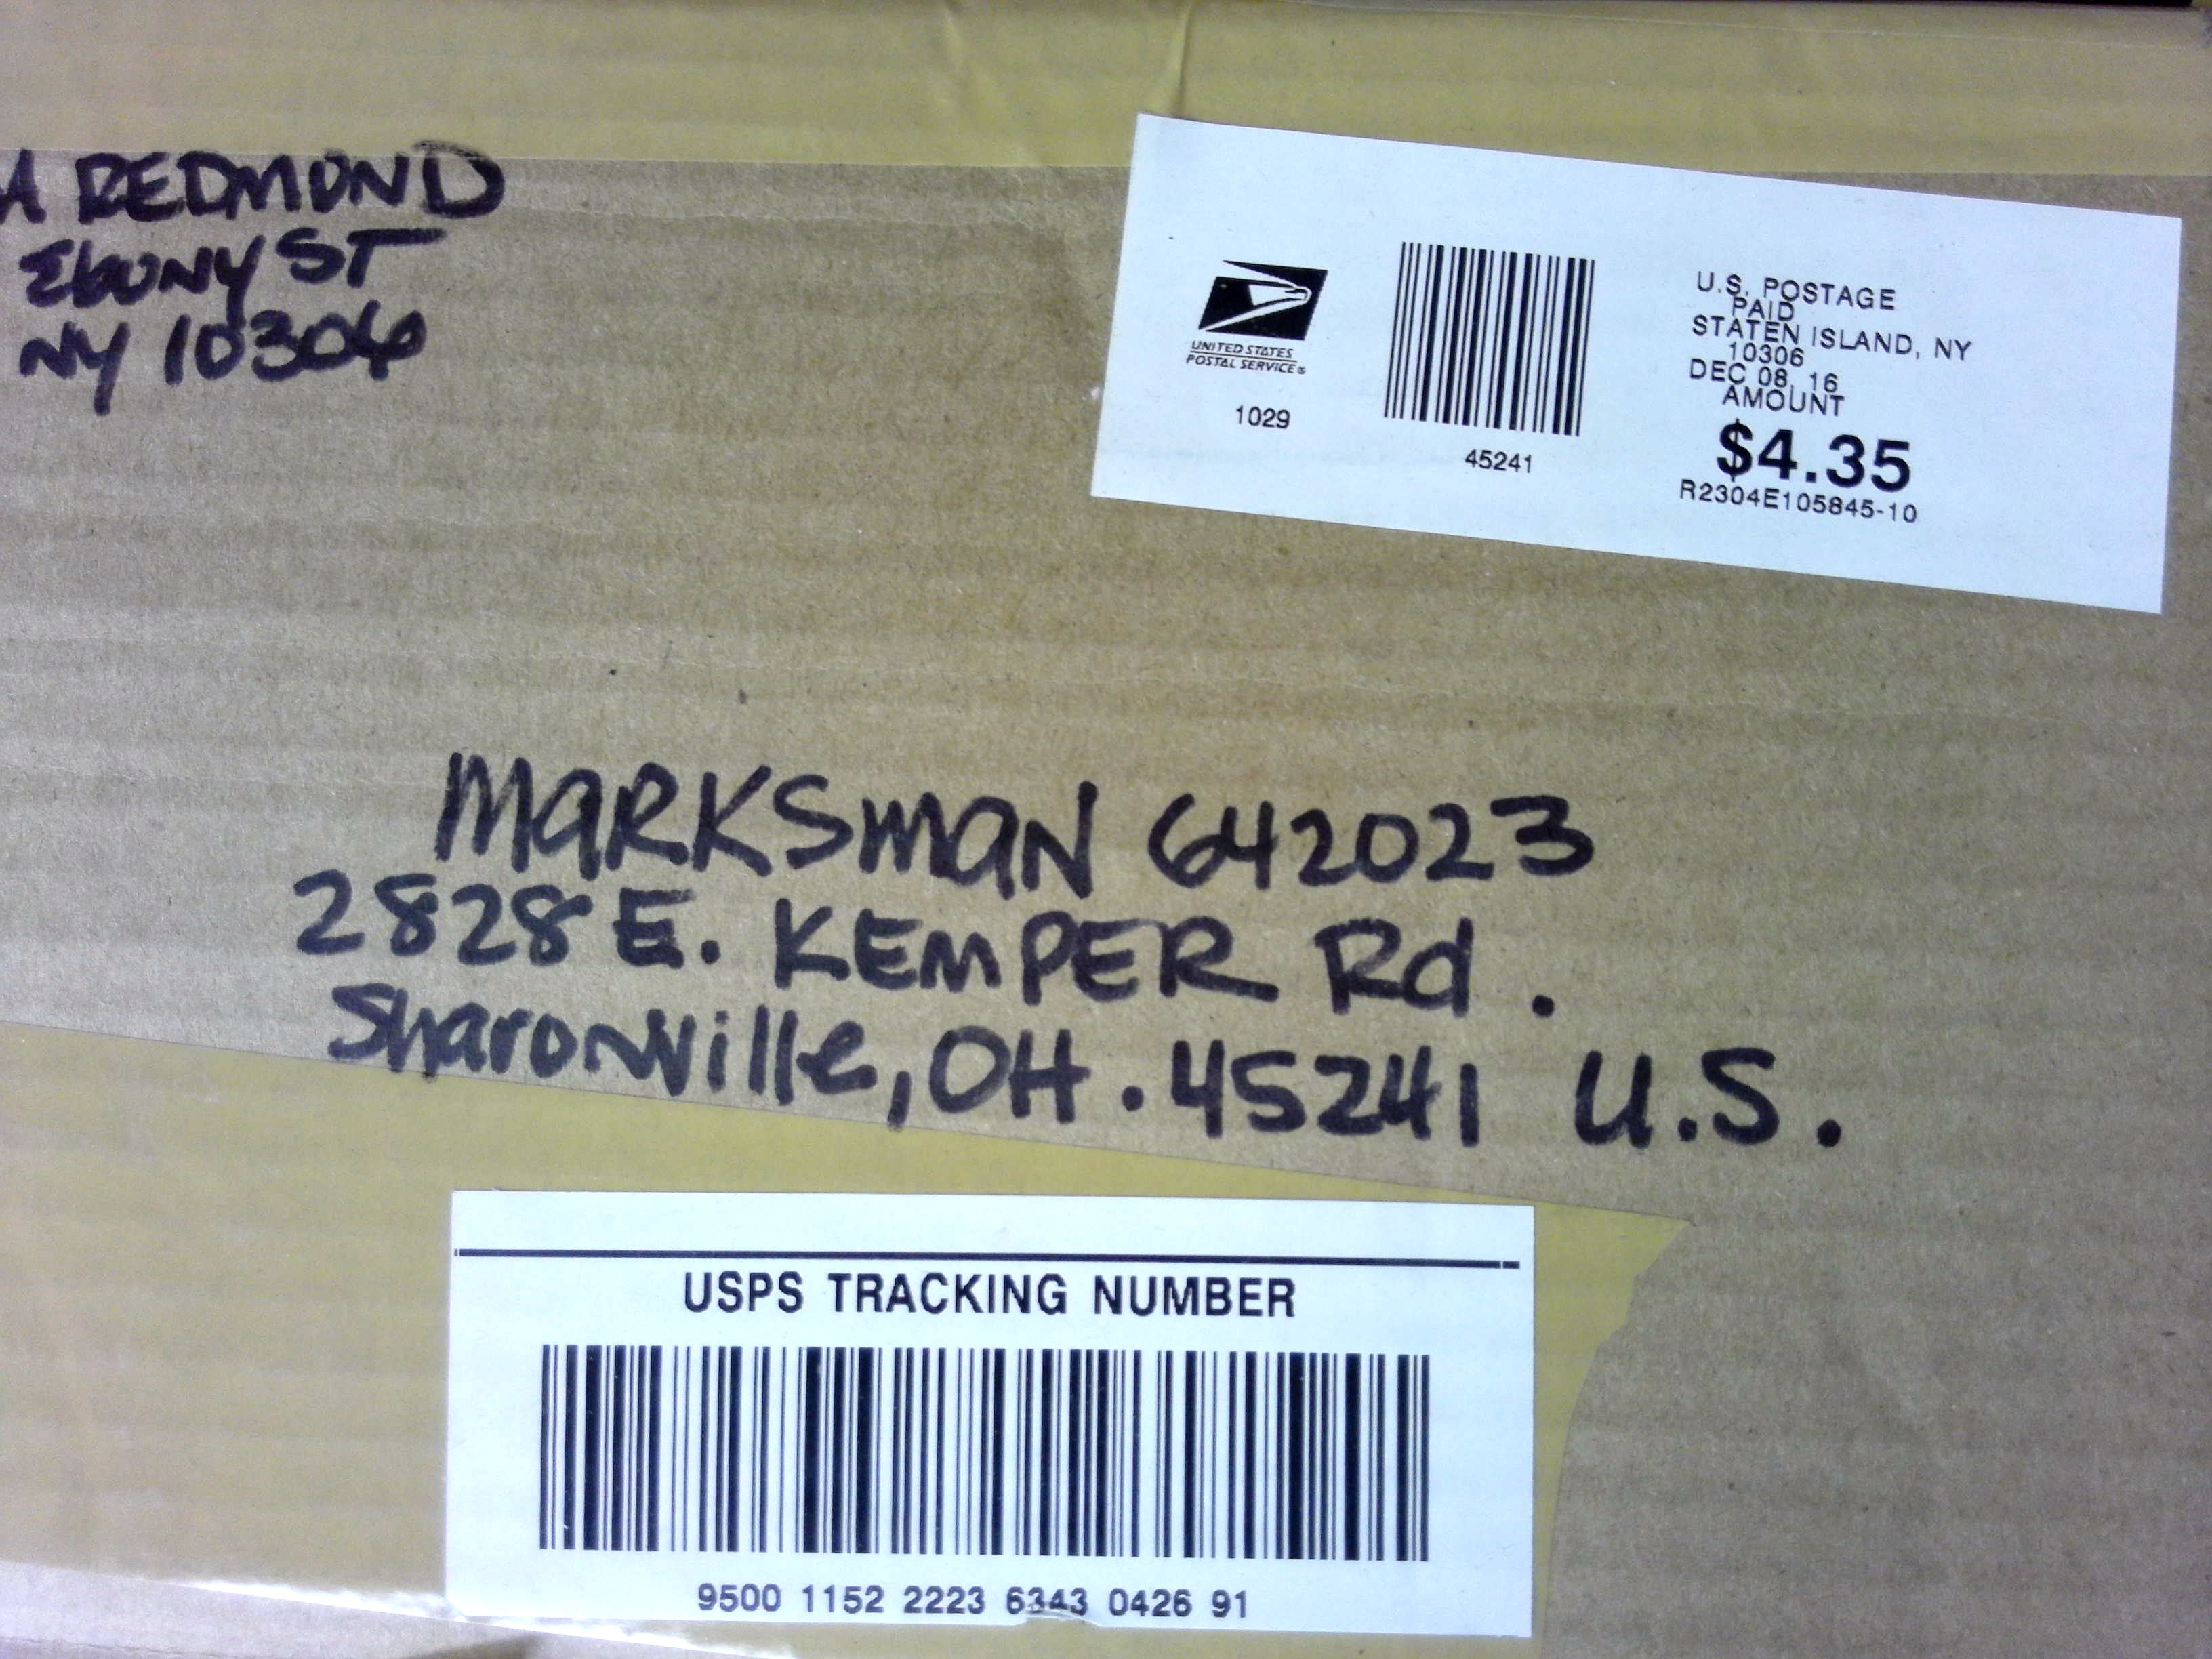 A REDMOND
Ebony ST
NY 10306
UNITED STATES
POSTAL SERVICE®
1029
45241
U.S. POSTAGE
PAID
STATEN ISLAND, NY
10306
DEC 08, 16
AMOUNT
$4.35
R2304E105845-10
MARKSMAN 642023
2828 E. KEMPER Rd.
Sharonville, OH. 45241 U.S.
USPS TRACKING NUMBER
9500 1152 2223 6343 0426 91